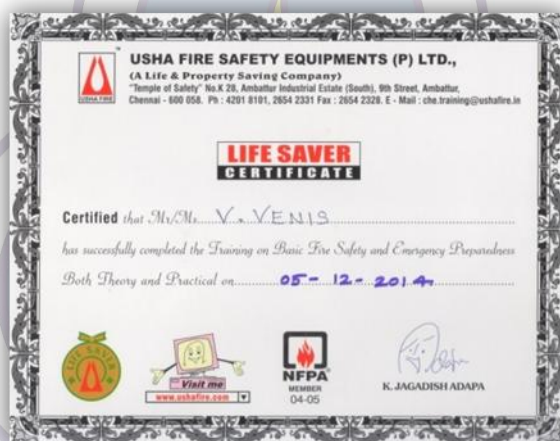 USHA FIRE SAFETY EQUIPMENTS (P) LTD.,
(A Life & Property Saving Company)
"Temple of Safety" No.K 28, Ambattur Industrial Estate (South), 9th Street, Ambattur,
Chennai - 600 058. Ph : 4201 8101, 2654 2331 Fax : 2654 2328. E - Mail : che.training@ushafire.in
USHA FIRE
LIFE SAVER
CERTIFICATE
Certified that Mr/Ms V. VENIS
has successfully completed the Training on Basic Fire Safety and Emergency Preparedness
Both Theory and Practical on 05 - 12 - 2014
LIFE SAVER
Visit me
www.ushafire.com
NFPA
MEMBER
04-05
K. JAGADISH ADAPA